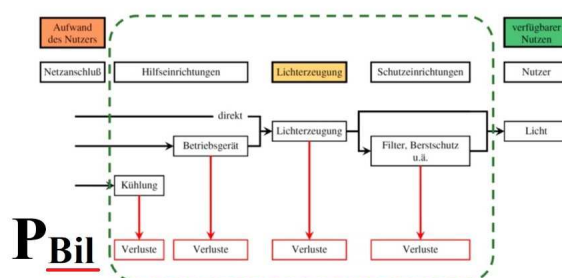 Aufwand
des Nutzers
verfügbarer
Nutzen
Netzanschluß
Hilfseinrichtungen
Lichterzeugung
Schutzeinrichtungen
Nutzer
direkt
Betriebsgerät
Lichterzeugung
Filter, Berstschutz
u.ä.
Licht
Kühlung
P Bil
Verluste
Verluste
Verluste
Verluste